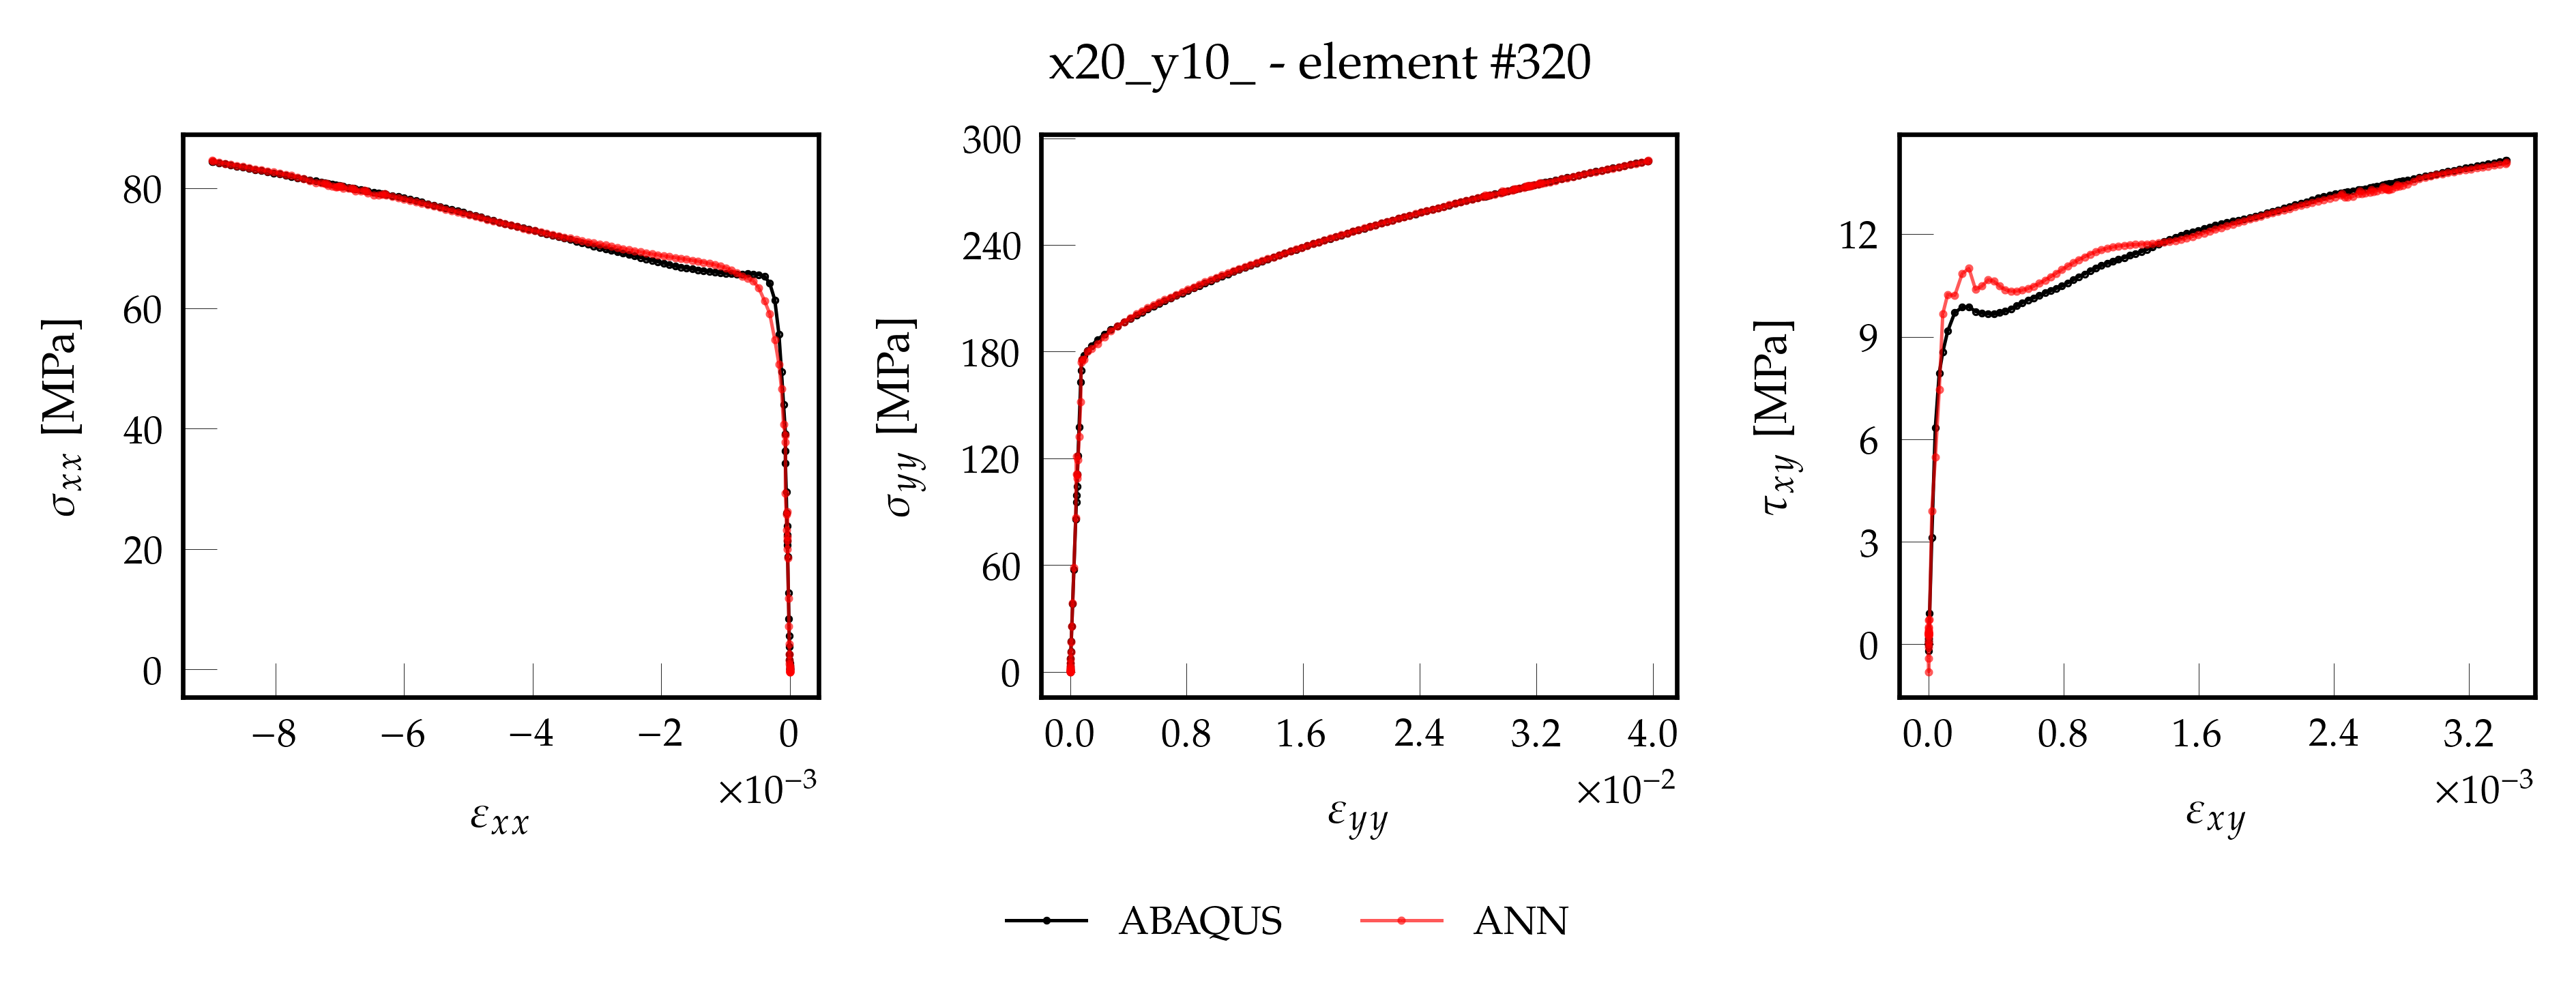 x20_y10_ - element #320
σxx [MPa]
80
60
40
20
0
−8 −6 −4 −2 0
×10−3
εxx
σyy [MPa]
300
240
180
120
60
0
0.0 0.8 1.6 2.4 3.2 4.0
×10−2
εyy
τxy [MPa]
12
9
6
3
0
0.0 0.8 1.6 2.4 3.2
×10−3
εxy
ABAQUS ANN